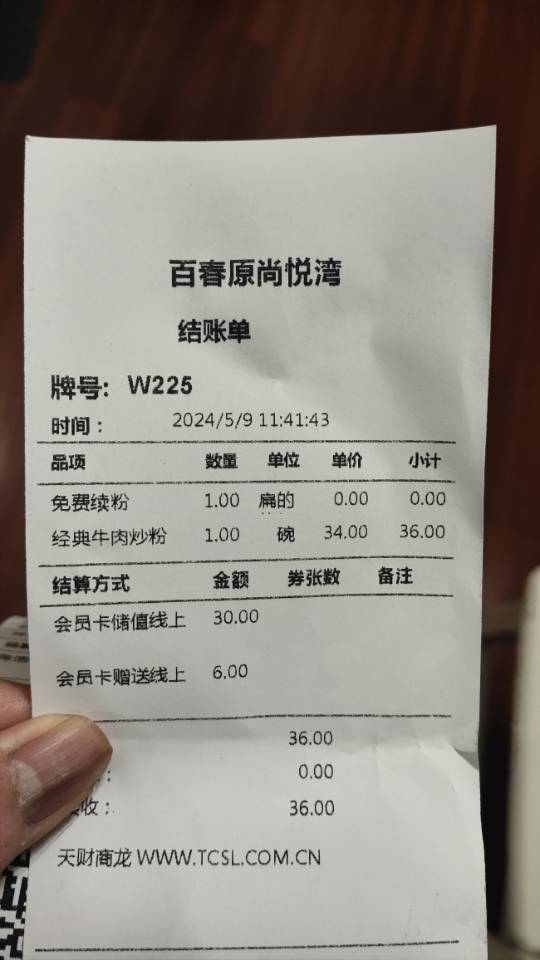 百春原尚悦湾
结账单
牌号: W225
时间: 2024/5/9 11:41:43
品项 数量 单位 单价 小计
免费续粉 1.00 扁的 0.00 0.00
经典牛肉炒粉 1.00 碗 34.00 36.00
结算方式 金额 券张数 备注
会员卡储值线上 30.00
会员卡赠送线上 6.00
36.00
: 0.00
收: 36.00
天财商龙 WWW.TCSL.COM.CN